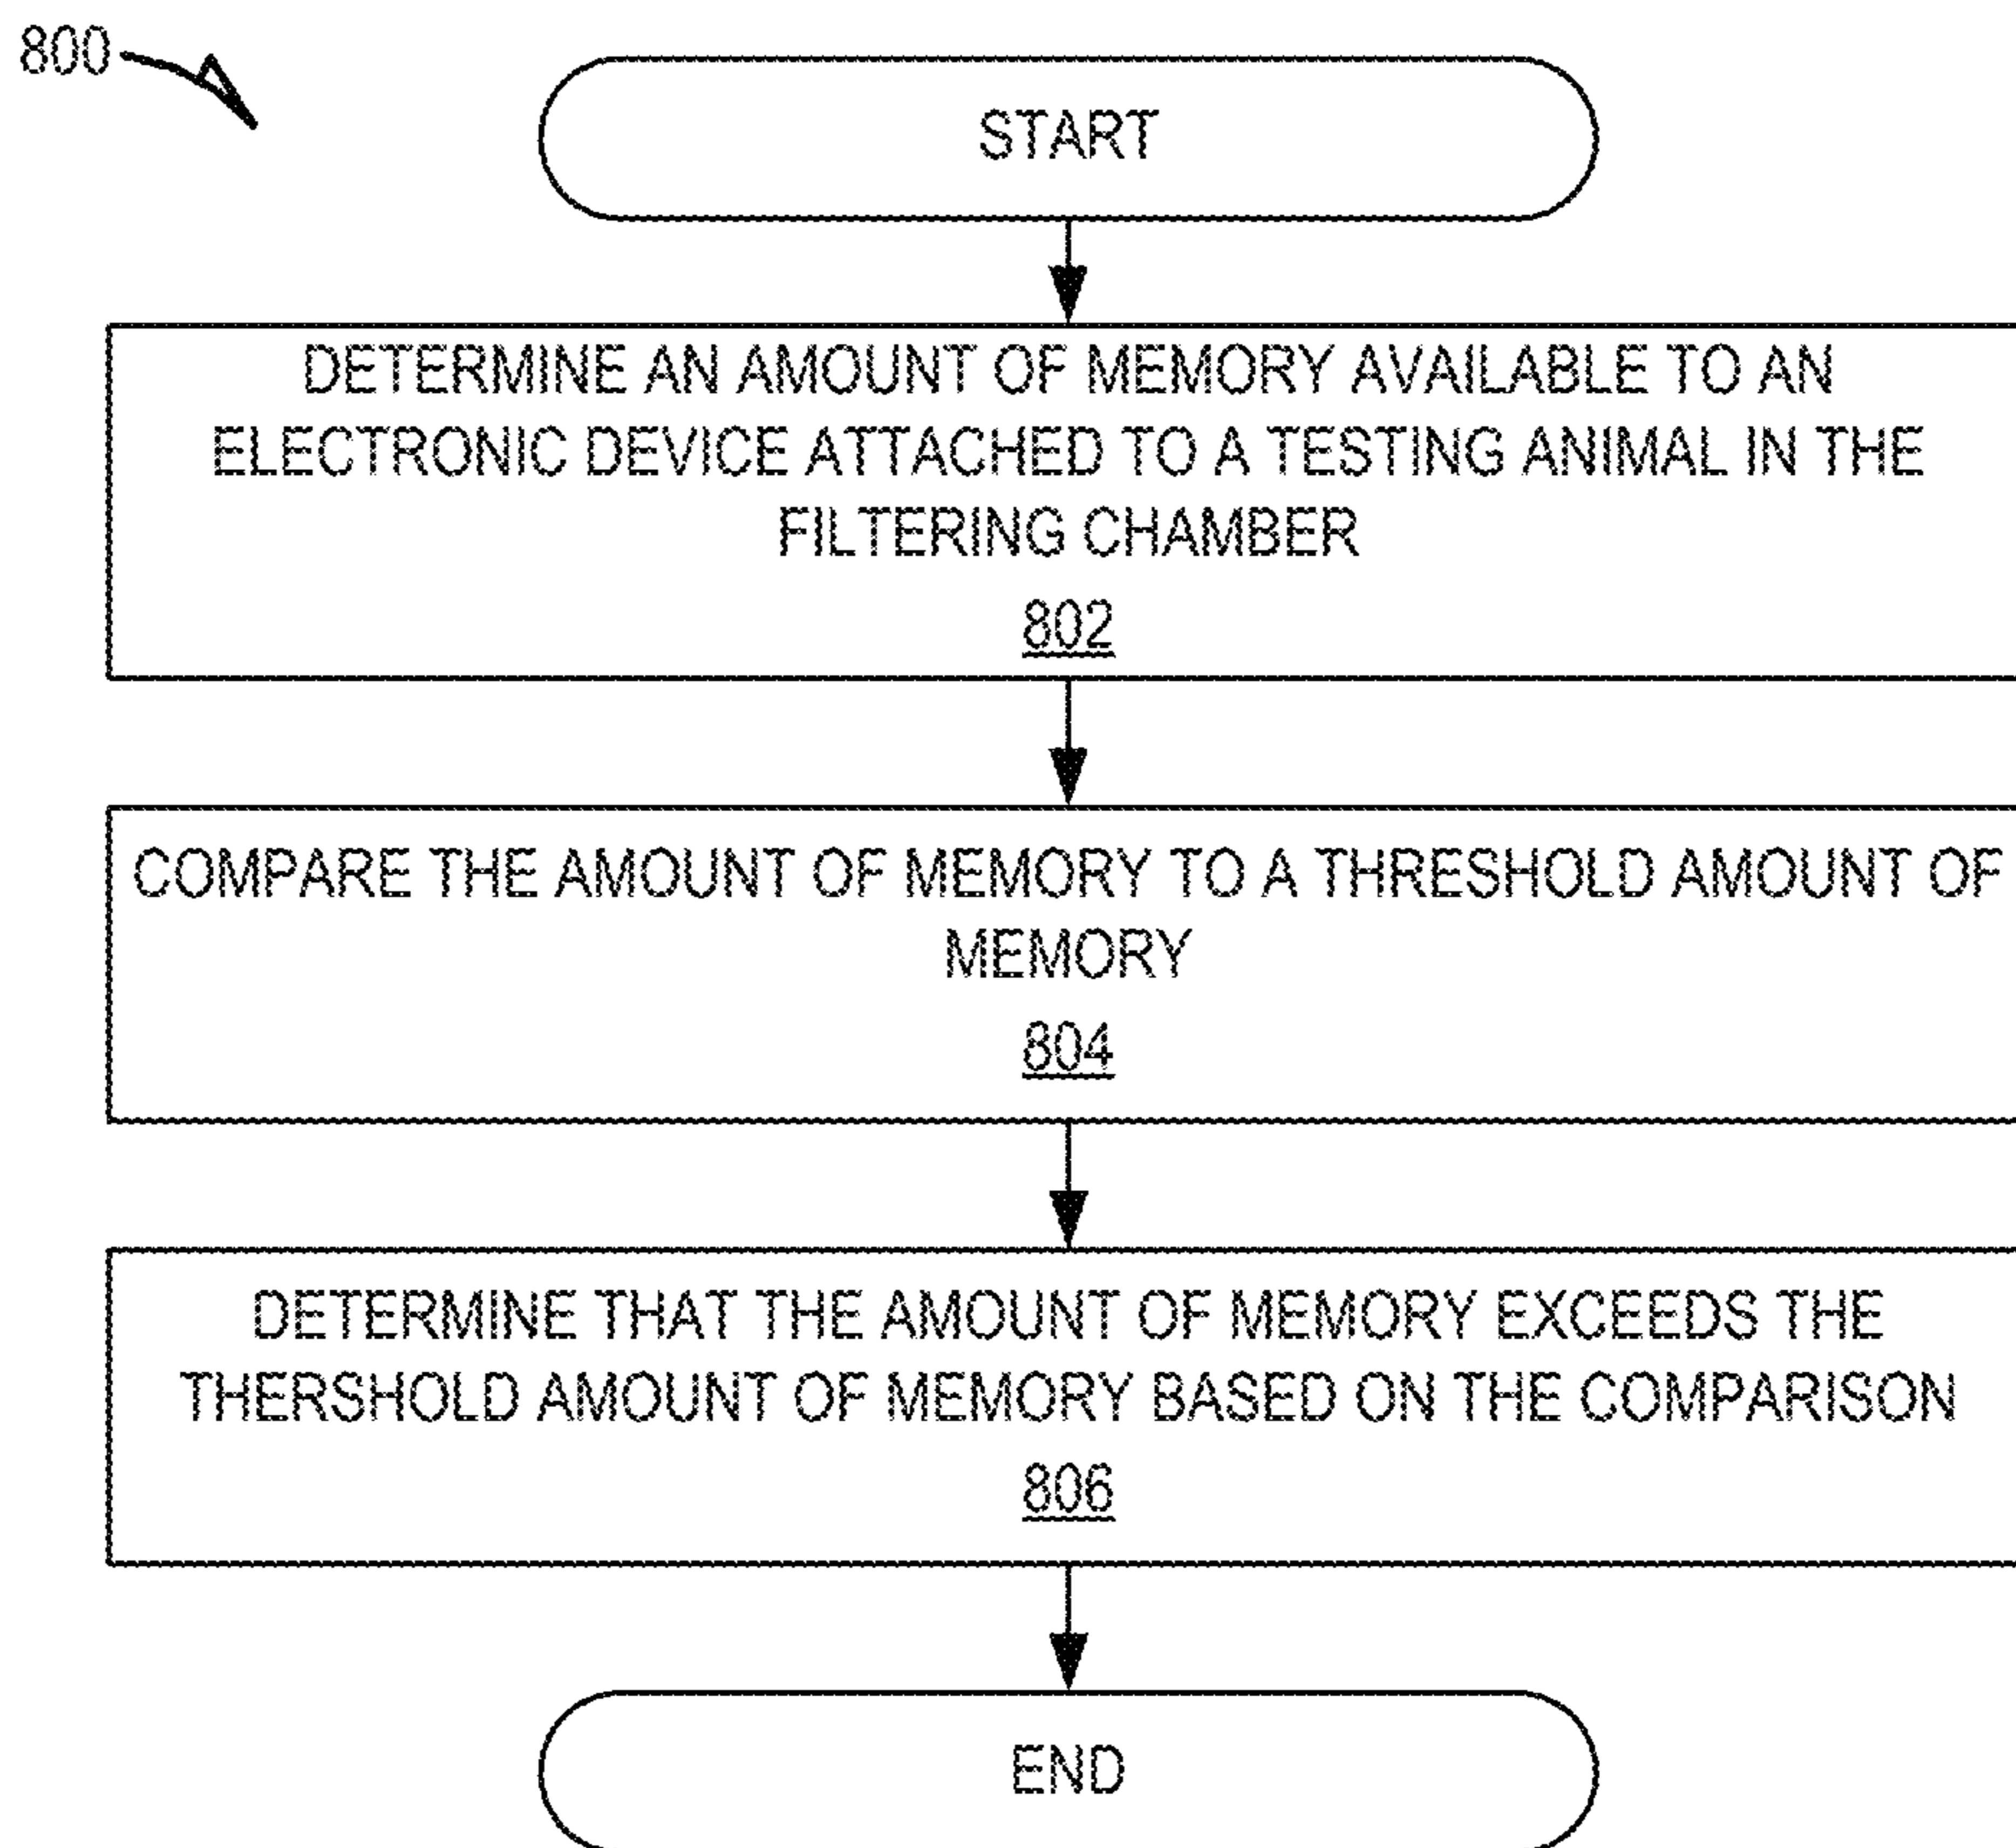 800
START
DETERMINE AN AMOUNT OF MEMORY AVAILABLE TO AN
ELECTRONIC DEVICE ATTACHED TO A TESTING ANIMAL IN THE
FILTERING CHAMBER
802
COMPARE THE AMOUNT OF MEMORY TO A THRESHOLD AMOUNT OF
MEMORY
804
DETERMINE THAT THE AMOUNT OF MEMORY EXCEEDS THE
THERSHOLD AMOUNT OF MEMORY BASED ON THE COMPARISON
806
END